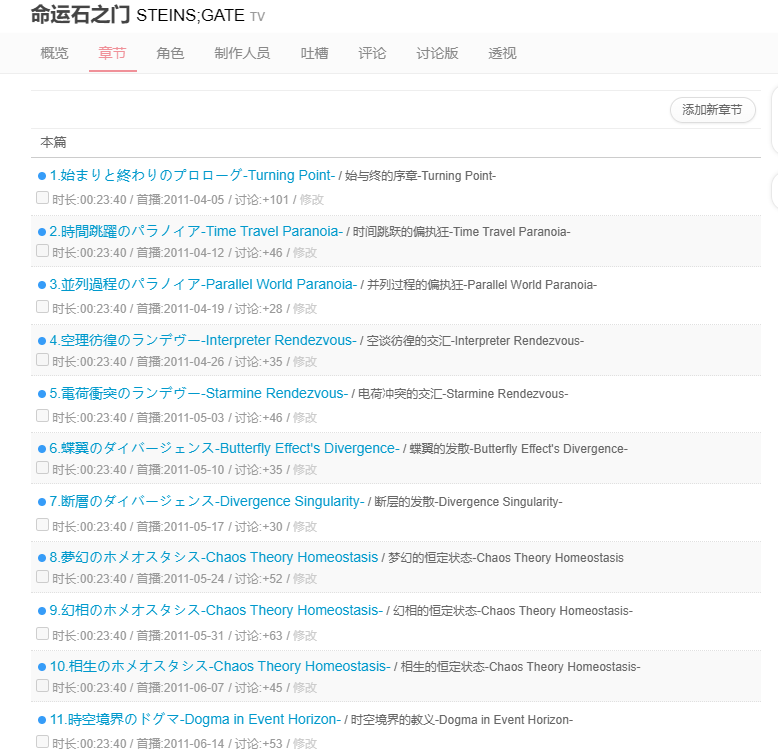 命运石之门 STEINS;GATE TV
概览 章节 角色 制作人员 吐槽 评论 讨论版 透视
添加新章节
本篇
1.始まりと終わりのプロローグ-Turning Point- / 始与终的序章-Turning Point-
时长:00:23:40 / 首播:2011-04-05 / 讨论:+101 / 修改
2.時間跳躍のパラノイア-Time Travel Paranoia- / 时间跳跃的偏执狂-Time Travel Paranoia-
时长:00:23:40 / 首播:2011-04-12 / 讨论:+46 / 修改
3.並列過程のパラノイア-Parallel World Paranoia- / 并列过程的偏执狂-Parallel World Paranoia-
时长:00:23:40 / 首播:2011-04-19 / 讨论:+28 / 修改
4.空理彷徨のランデヴー-Interpreter Rendezvous- / 空谈彷徨的交汇-Interpreter Rendezvous-
时长:00:23:40 / 首播:2011-04-26 / 讨论:+35 / 修改
5.電荷衝突のランデヴー-Starmine Rendezvous- / 电荷冲突的交汇-Starmine Rendezvous-
时长:00:23:40 / 首播:2011-05-03 / 讨论:+46 / 修改
6.蝶翼のダイバージェンス-Butterfly Effect's Divergence- / 蝶翼的发散-Butterfly Effect's Divergence-
时长:00:23:40 / 首播:2011-05-10 / 讨论:+35 / 修改
7.断層のダイバージェンス-Divergence Singularity- / 断层的发散-Divergence Singularity-
时长:00:23:40 / 首播:2011-05-17 / 讨论:+30 / 修改
8.夢幻のホメオスタシス-Chaos Theory Homeostasis / 梦幻的恒定状态-Chaos Theory Homeostasis
时长:00:23:40 / 首播:2011-05-24 / 讨论:+52 / 修改
9.幻相のホメオスタシス-Chaos Theory Homeostasis- / 幻相的恒定状态-Chaos Theory Homeostasis-
时长:00:23:40 / 首播:2011-05-31 / 讨论:+63 / 修改
10.相生のホメオスタシス-Chaos Theory Homeostasis- / 相生的恒定状态-Chaos Theory Homeostasis-
时长:00:23:40 / 首播:2011-06-07 / 讨论:+45 / 修改
11.時空境界のドグマ-Dogma in Event Horizon- / 时空境界的教义-Dogma in Event Horizon-
时长:00:23:40 / 首播:2011-06-14 / 讨论:+53 / 修改